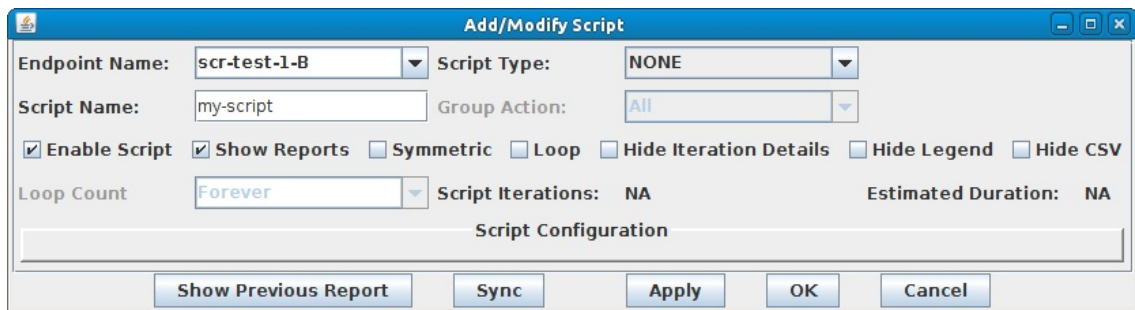 Add/Modify Script
Endpoint Name: scr-test-1-B Script Type: NONE
Script Name: my-script Group Action: All
Enable Script Show Reports Symmetric Loop Hide Iteration Details Hide Legend Hide CSV
Loop Count Forever Script Iterations: NA Estimated Duration: NA
Script Configuration
Show Previous Report Sync Apply OK Cancel